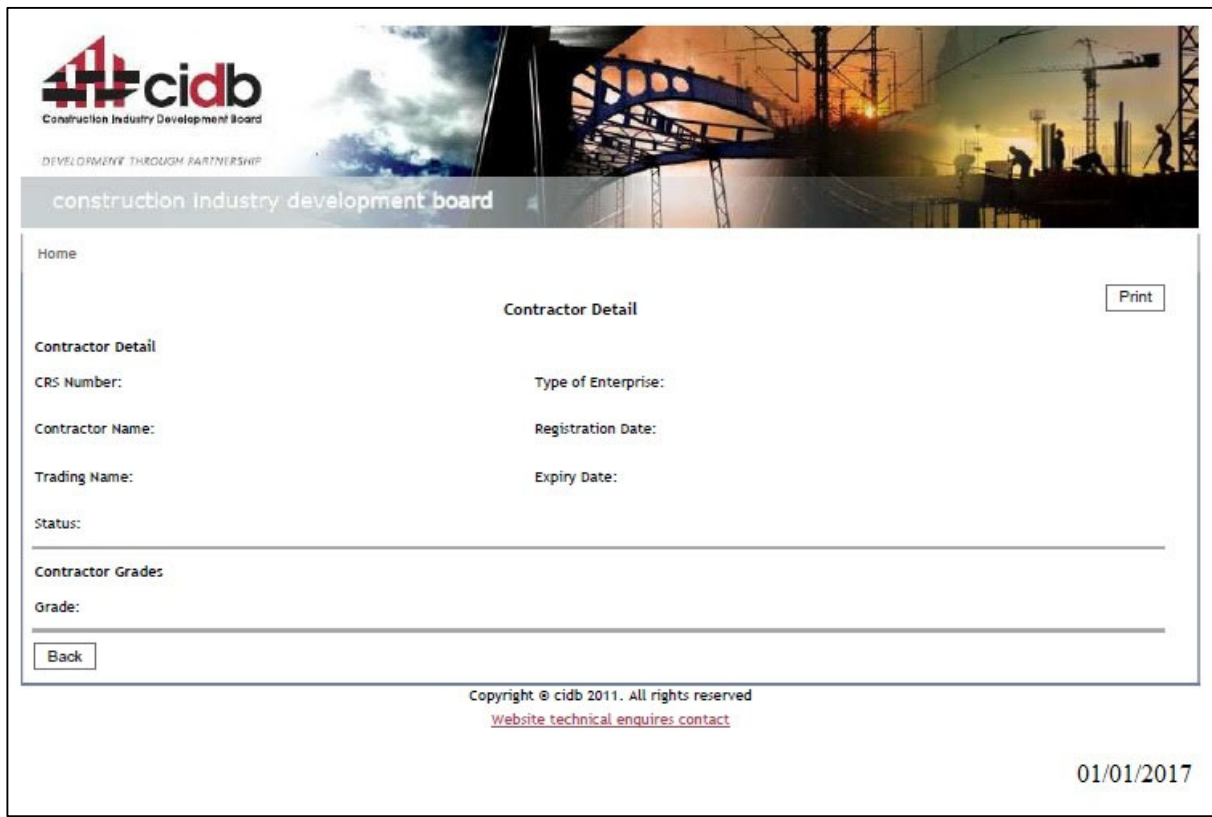 cidb
Construction Industry Development Board
DEVELOPMENT THROUGH PARTNERSHIP
construction industry development board
Home
Print
Contractor Detail
Contractor Detail
CRS Number: Type of Enterprise:
Contractor Name: Registration Date:
Trading Name: Expiry Date:
Status:
Contractor Grades
Grade:
Back
Copyright © cidb 2011. All rights reserved
Website technical enquires contact
01/01/2017